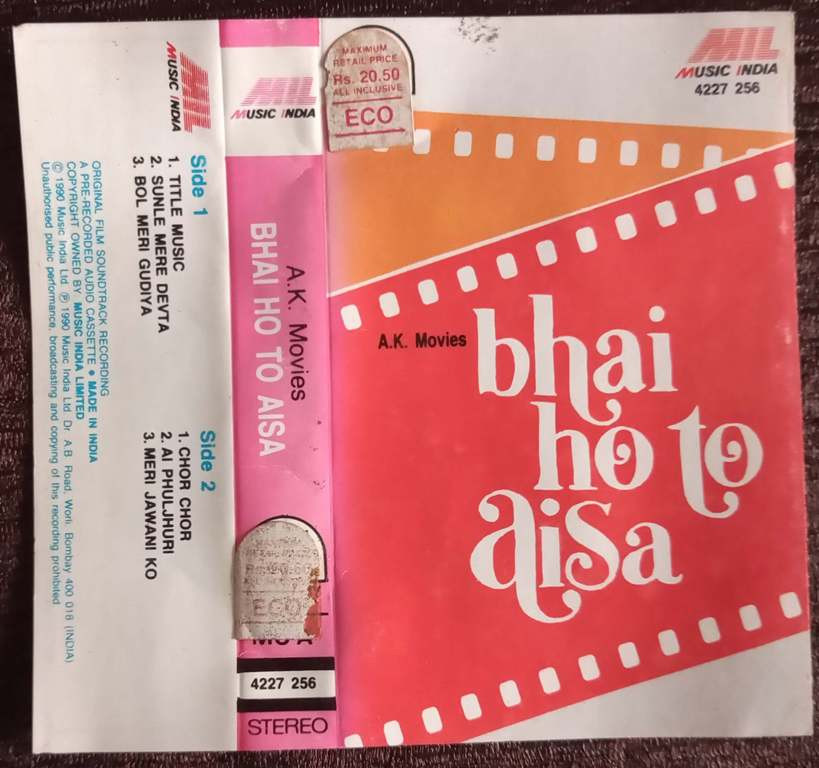 MIL
MUSIC INDIA
Side 1
1. TITLE MUSIC
2. SUNLE MERE DEVTA
3. BOL MERI GUDIYA
Side 2
1. CHOR CHOR
2. AI PHULJHURI
3. MERI JAWANI KO
ORIGINAL FILM SOUNDTRACK RECORDING
A PRE-RECORDED AUDIO CASSETTE • MADE IN INDIA
COPYRIGHT OWNED BY MUSIC INDIA LIMITED
© 1990 Music India Ltd ℗ 1990 Music India Ltd Dr A.B. Road, Worli Bombay 400 018 (INDIA)
Unauthorised public performance, broadcasting and copying of this recording prohibited
MIL
MUSIC INDIA
A.K. Movies
BHAI HO TO AISA
ECO
4227 256
STEREO
MAXIMUM
RETAIL PRICE
Rs. 20.50
ALL INCLUSIVE
ECO
MIL
MUSIC INDIA
4227 256
A.K. Movies
bhai
ho to
aisa